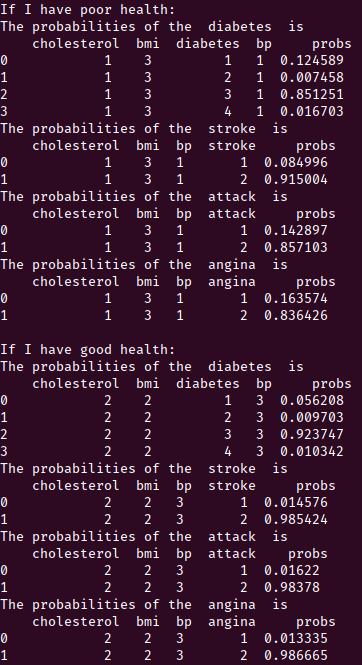 If I have poor health:
The probabilities of the  diabetes  is
    cholesterol  bmi  diabetes  bp     probs
0            1    3         1   1  0.124589
1            1    3         2   1  0.007458
2            1    3         3   1  0.851251
3            1    3         4   1  0.016703
The probabilities of the  stroke  is
    cholesterol  bmi  bp  stroke     probs
0            1    3   1       1  0.084996
1            1    3   1       2  0.915004
The probabilities of the  attack  is
    cholesterol  bmi  bp  attack     probs
0            1    3   1       1  0.142897
1            1    3   1       2  0.857103
The probabilities of the  angina  is
    cholesterol  bmi  bp  angina     probs
0            1    3   1       1  0.163574
1            1    3   1       2  0.836426

If I have good health:
The probabilities of the  diabetes  is
    cholesterol  bmi  diabetes  bp     probs
0            2    2         1   3  0.056208
1            2    2         2   3  0.009703
2            2    2         3   3  0.923747
3            2    2         4   3  0.010342
The probabilities of the  stroke  is
    cholesterol  bmi  bp  stroke     probs
0            2    2   3       1  0.014576
1            2    2   3       2  0.985424
The probabilities of the  attack  is
    cholesterol  bmi  bp  attack    probs
0            2    2   3       1  0.01622
1            2    2   3       2  0.98378
The probabilities of the  angina  is
    cholesterol  bmi  bp  angina     probs
0            2    2   3       1  0.013335
1            2    2   3       2  0.986665